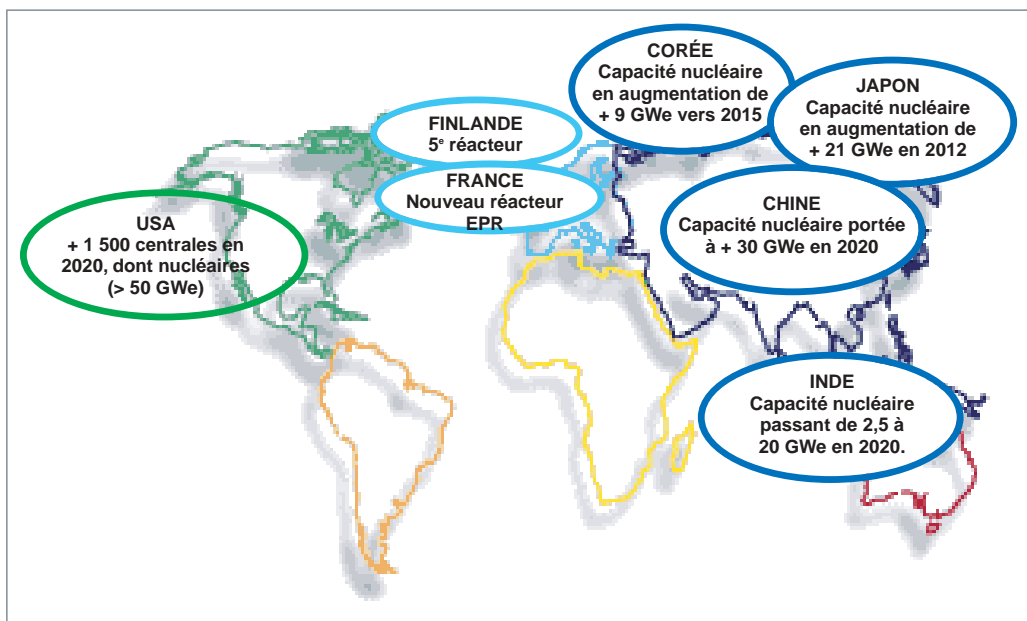 CORÉE
Capacité nucléaire
en augmentation de
+ 9 GWe vers 2015
JAPON
Capacité nucléaire
en augmentation de
+ 21 GWe en 2012
FINLANDE
5e réacteur
FRANCE
Nouveau réacteur
EPR
CHINE
Capacité nucléaire portée
à + 30 GWe en 2020
USA
+ 1 500 centrales en
2020, dont nucléaires
(> 50 GWe)
INDE
Capacité nucléaire
passant de 2,5 à
20 GWe en 2020.